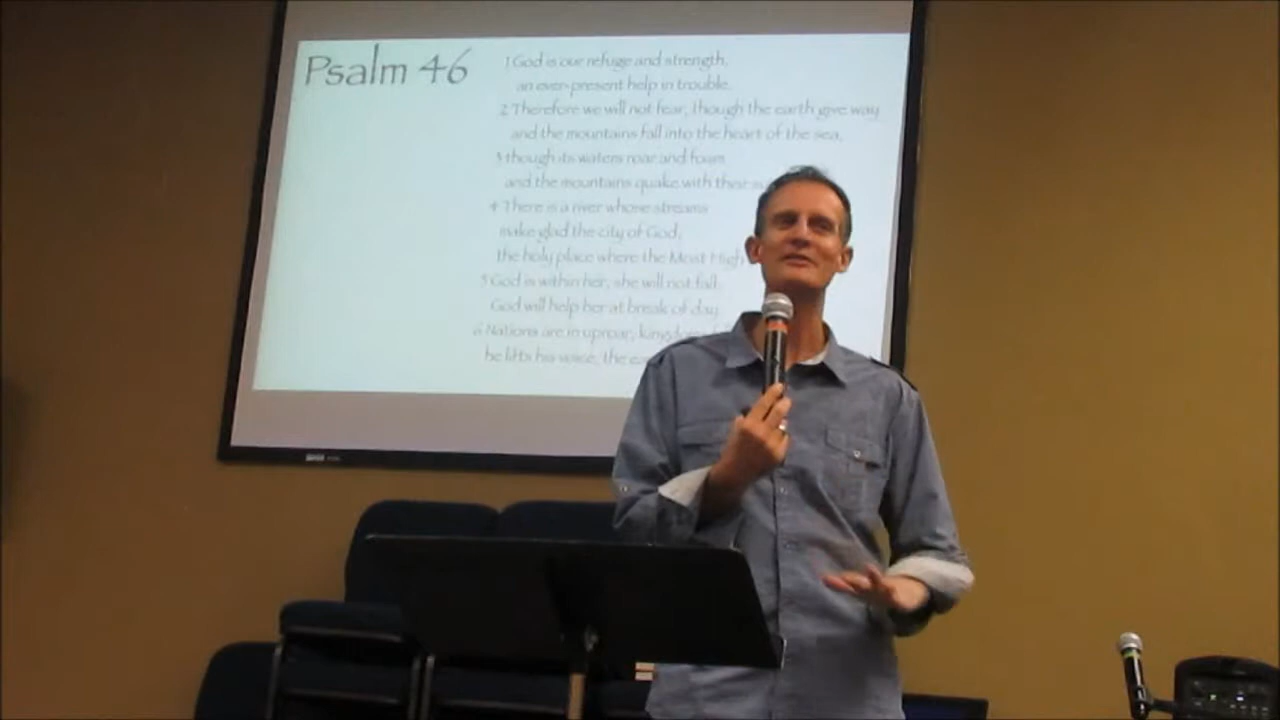 Psalm 46
1 God is our refuge and strength,
an ever-present help in trouble.
2 Therefore we will not fear, though the earth give way
and the mountains fall into the heart of the sea,
3 though its waters roar and foam
and the mountains quake with their
4 There is a river whose streams
make glad the city of God,
the holy place where the Most High
5 God is within her, she will not fall;
God will help her at break of day.
6 Nations are in uproar, kingdoms
he lifts his voice, the